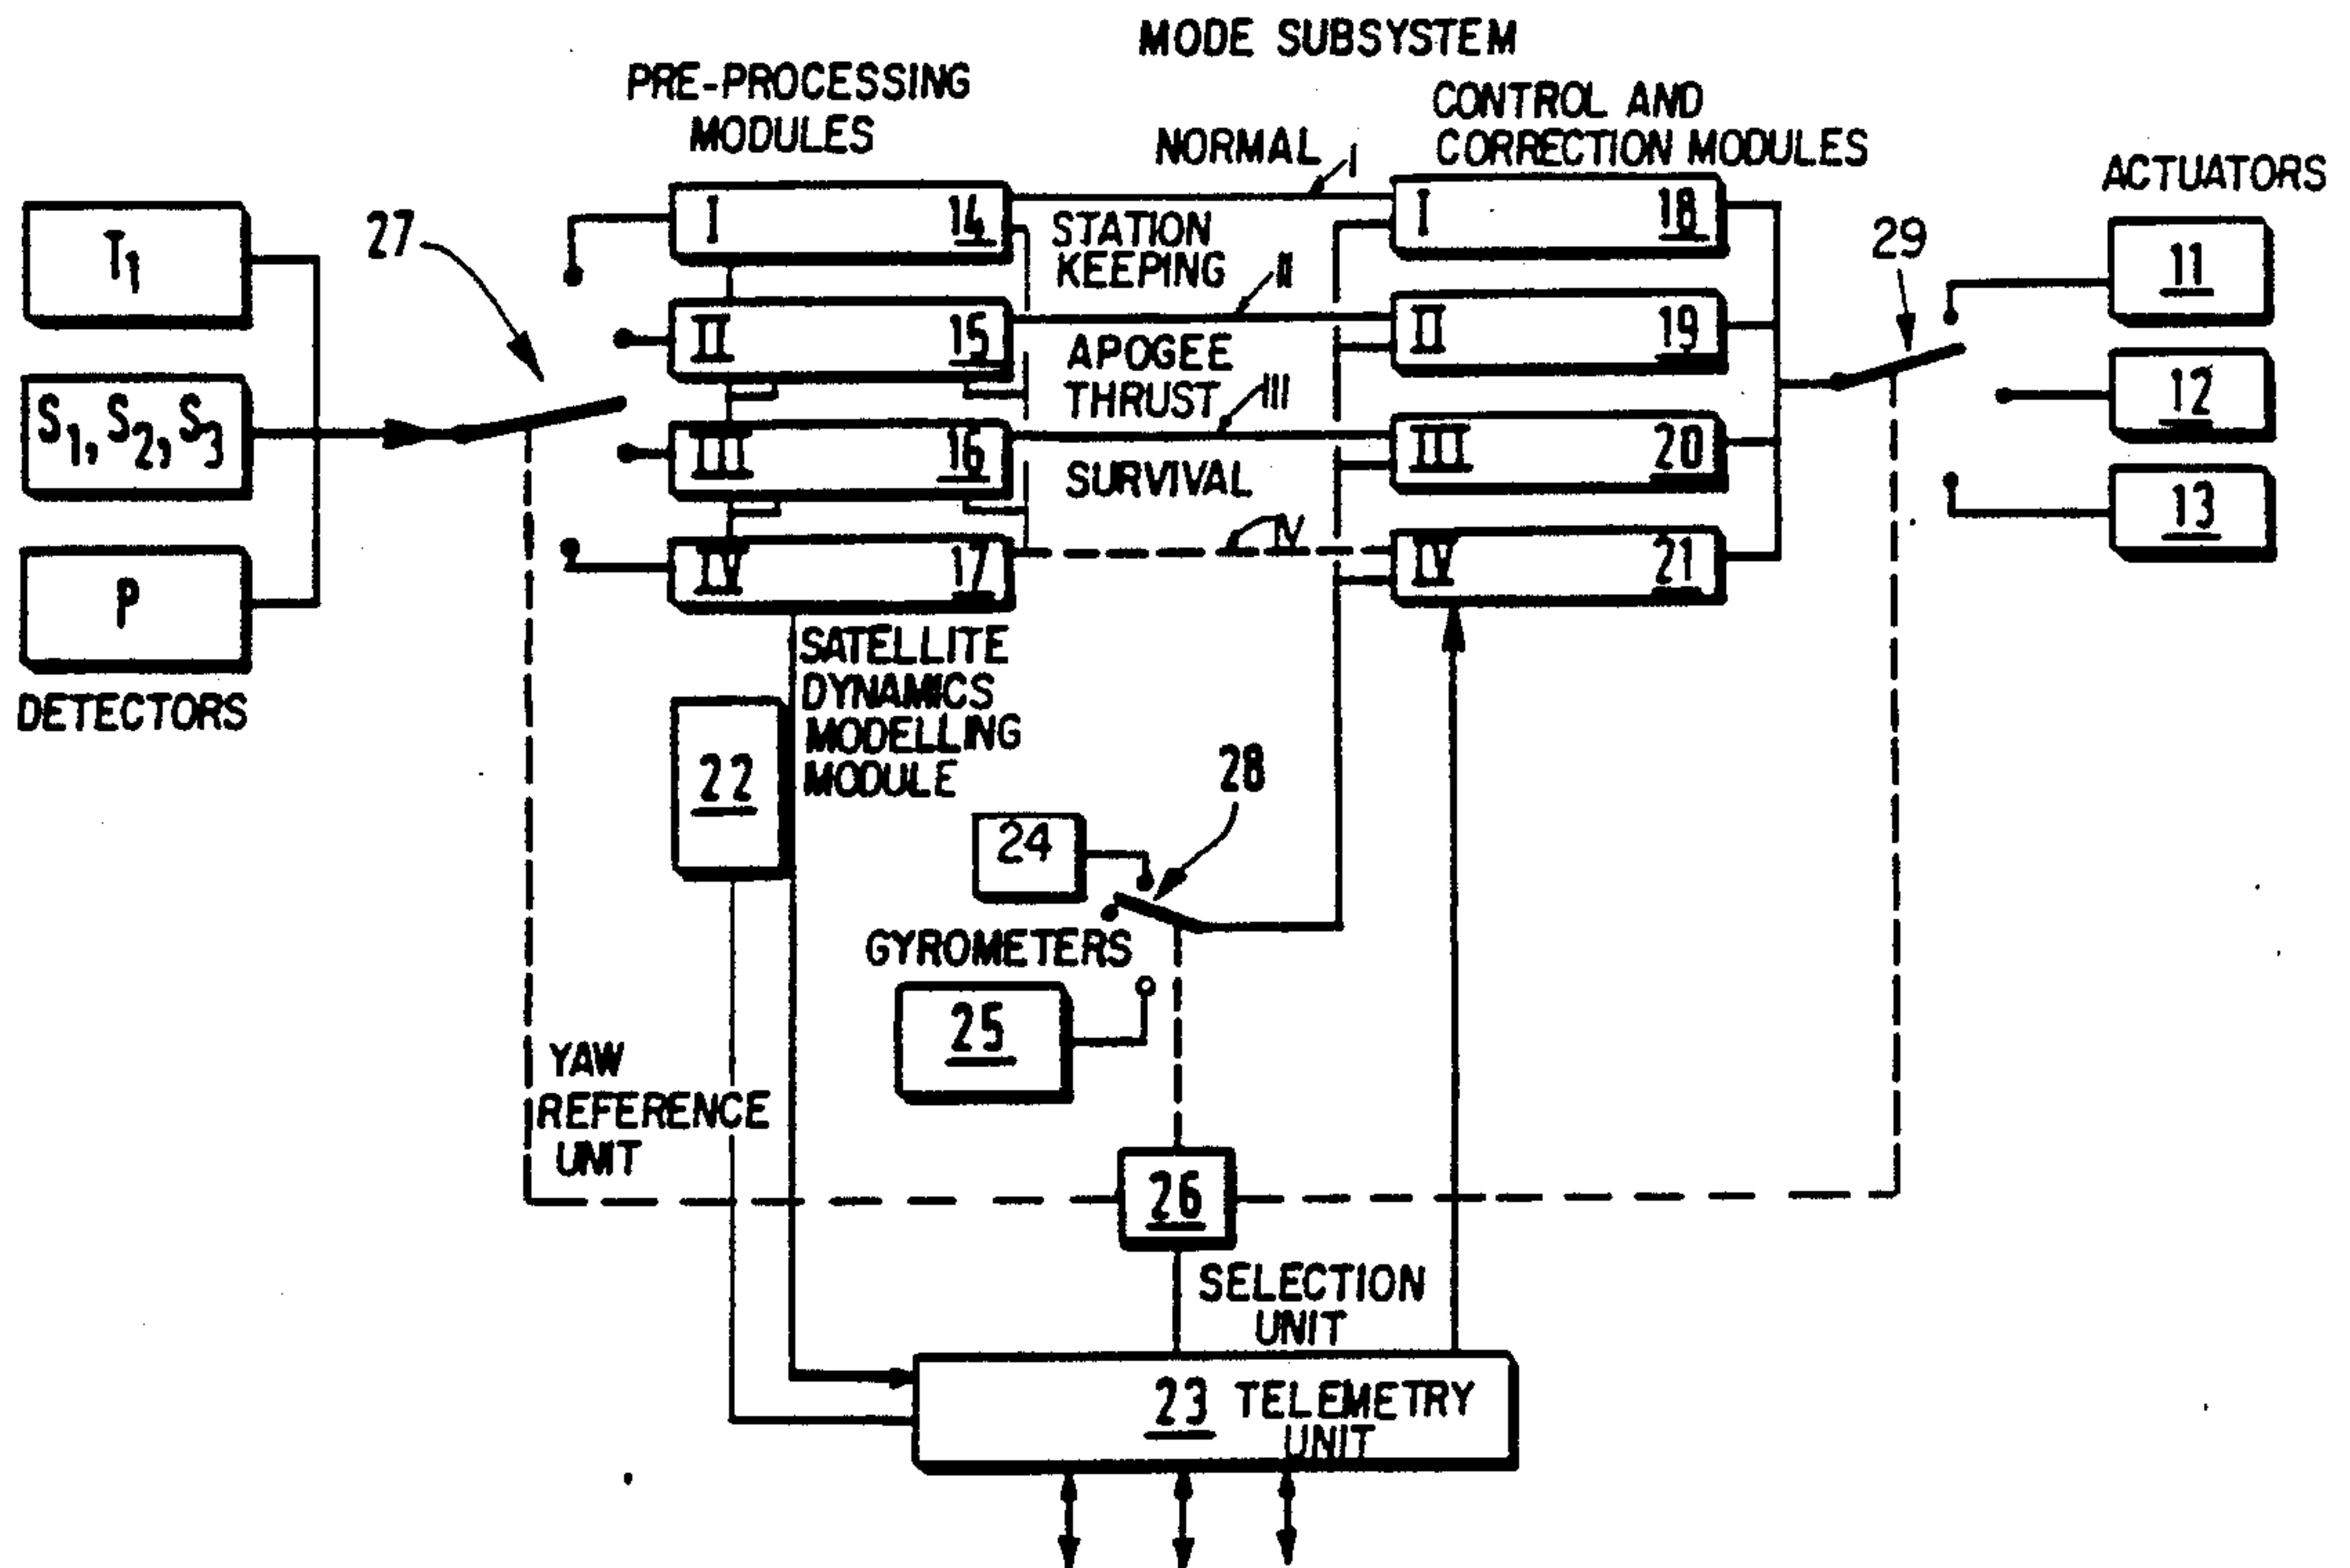 MODE SUBSYSTEM
PRE-PROCESSING
MODULES
CONTROL AND
CORRECTION MODULES
NORMAL I
ACTUATORS
T1
27
I 14
STATION
KEEPING
II
I 18
29
11
II 15
APOGEE
THRUST
III
II 19
12
S1, S2, S3
III 16
SURVIVAL
III 20
13
IV
IV 17
IV 21
P
DETECTORS
SATELLITE
DYNAMICS
MODELLING
MODULE
22
28
24
GYROMETERS
25
YAW
REFERENCE
UNIT
26
SELECTION
UNIT
23 TELEMETRY
UNIT